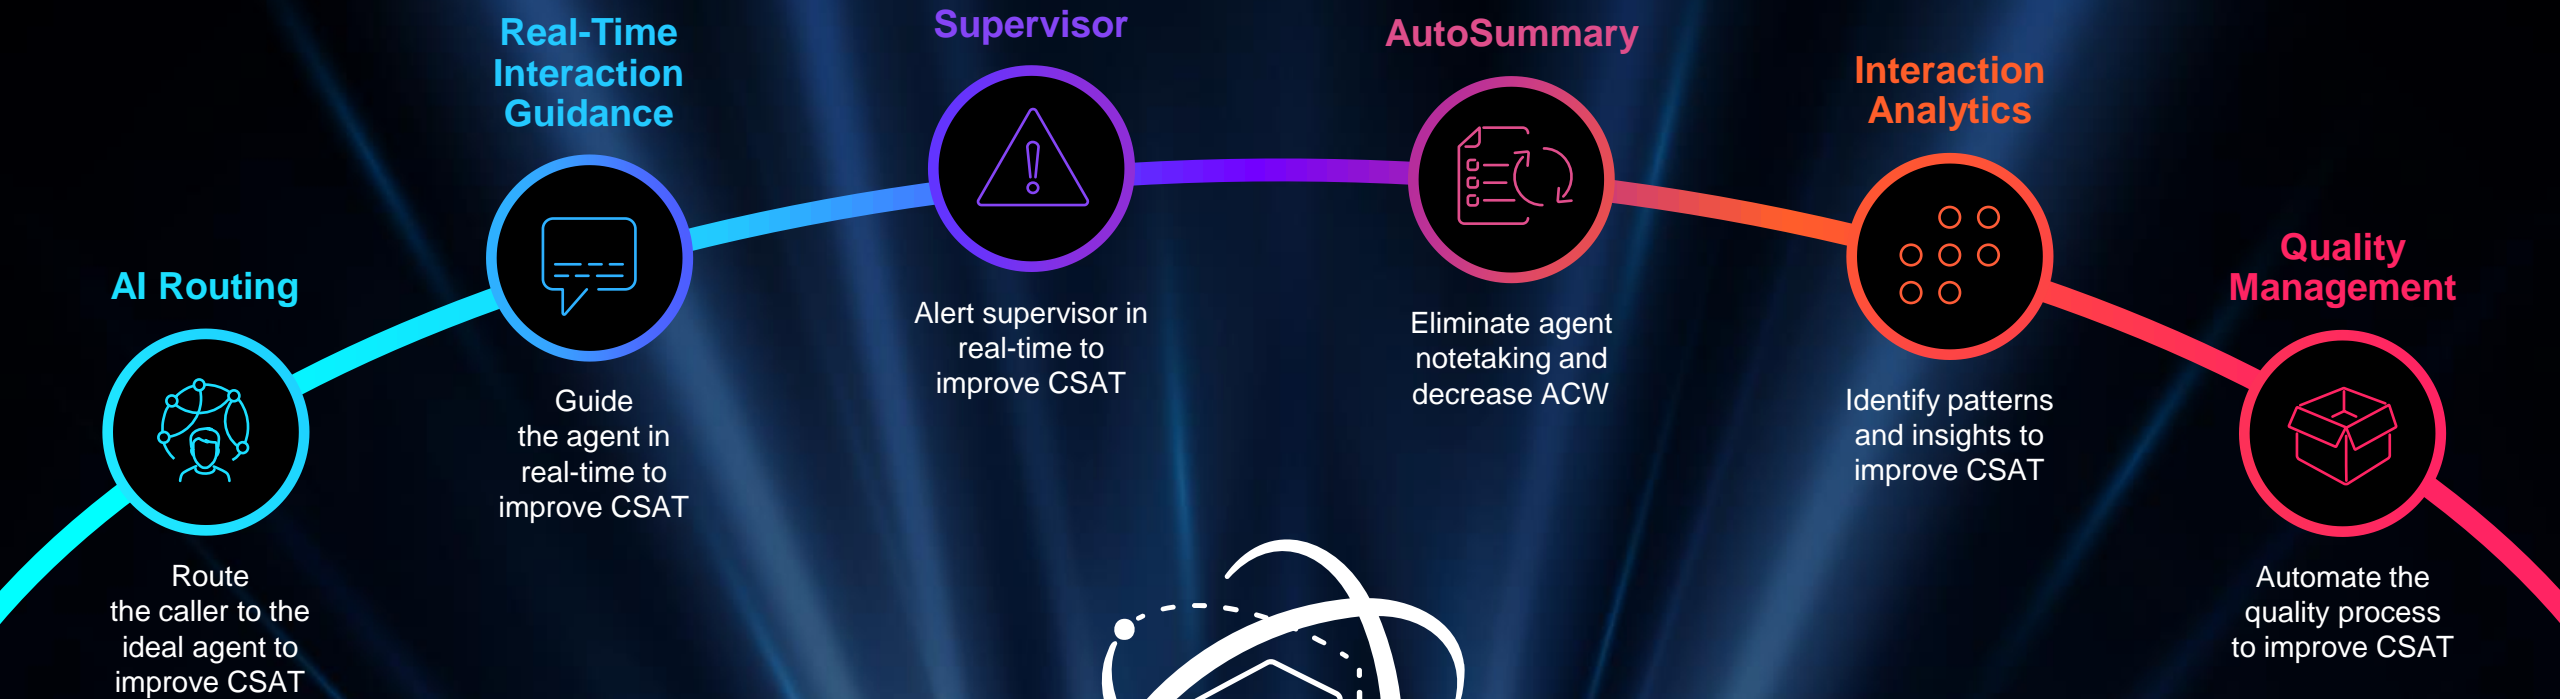 AI Routing
Route
the caller to the
ideal agent to
improve CSAT
Real-Time
Interaction
Guidance
Guide
the agent in
real-time to
improve CSAT
Supervisor
Alert supervisor in
real-time to
improve CSAT
AutoSummary
Eliminate agent
notetaking and
decrease ACW
Interaction
Analytics
Identify patterns
and insights to
improve CSAT
Quality
Management
Automate the
quality process
to improve CSAT